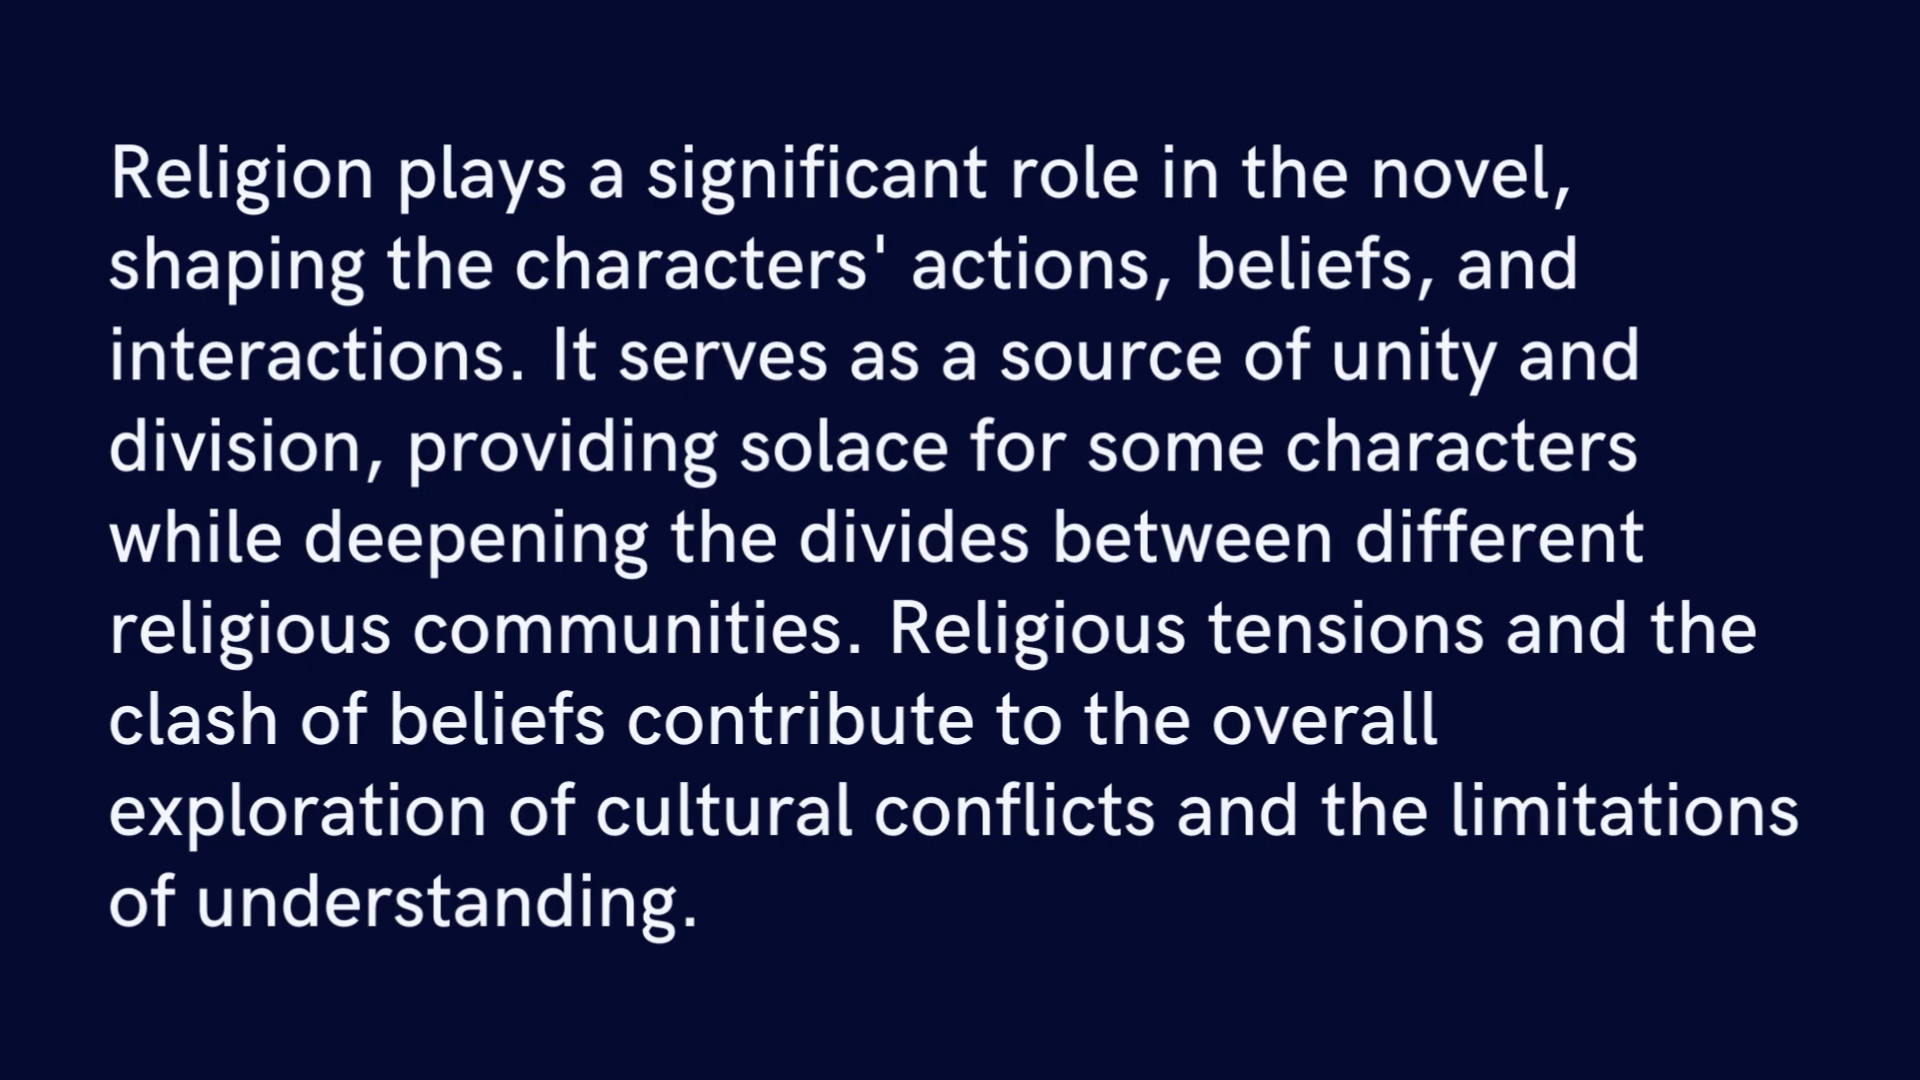 Religion plays a significant role in the novel,
shaping the characters' actions, beliefs, and
interactions. It serves as a source of unity and
division, providing solace for some characters
while deepening the divides between different
religious communities. Religious tensions and the
clash of beliefs contribute to the overall
exploration of cultural conflicts and the limitations
of understanding.